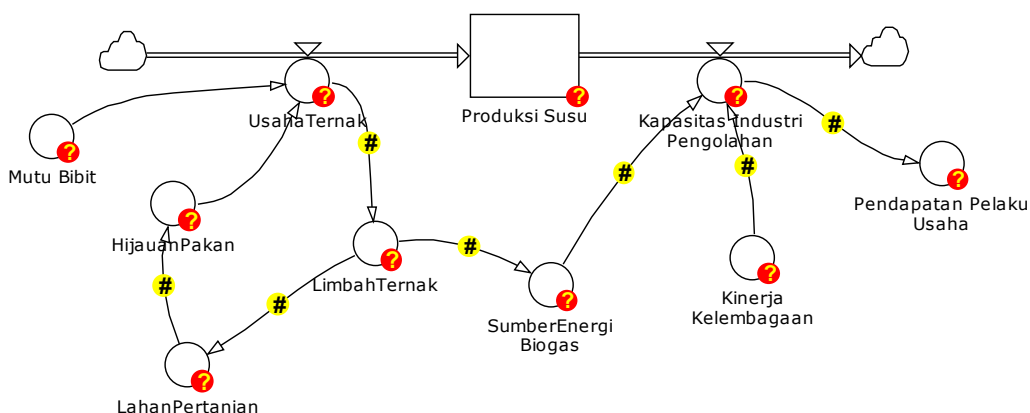 UsahaTernak
Produksi Susu
Kapasitas Industri
Pengolahan
Mutu Bibit
Pendapatan Pelaku
Usaha
HijauanPakan
LimbahTernak
Kinerja
Kelembagaan
SumberEnergi
Biogas
LahanPertanian
?
?
?
?
?
?
?
?
?
?
#
#
#
#
#
#
#